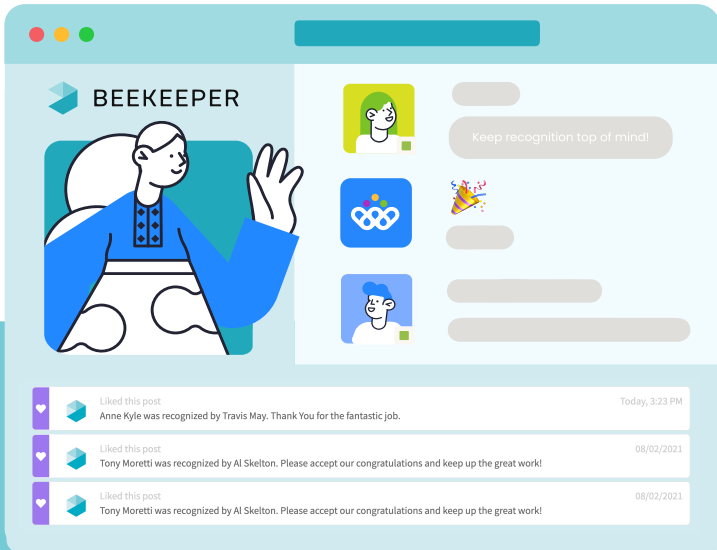 BEEKEEPER
Keep recognition top of mind!
Liked this post
Today, 3:23 PM
Anne Kyle was recognized by Travis May. Thank You for the fantastic job.
Liked this post
08/02/2021
Tony Moretti was recognized by Al Skelton. Please accept our congratulations and keep up the great work!
Liked this post
08/02/2021
Tony Moretti was recognized by Al Skelton. Please accept our congratulations and keep up the great work!